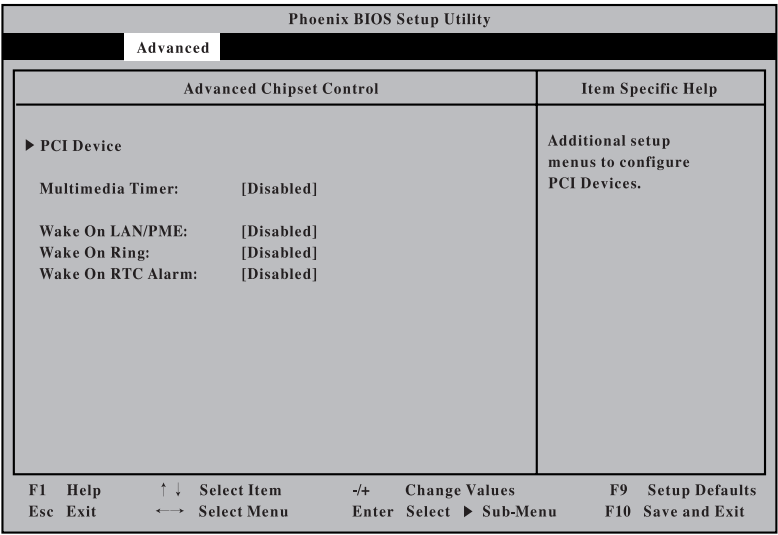 Phoenix BIOS Setup Utility
Advanced
Advanced Chipset Control
Item Specific Help
▶ PCI Device
Multimedia Timer: [Disabled]
Wake On LAN/PME: [Disabled]
Wake On Ring: [Disabled]
Wake On RTC Alarm: [Disabled]
Additional setup
menus to configure
PCI Devices.
F1 Help ↑↓ Select Item -/+ Change Values F9 Setup Defaults
Esc Exit ←→ Select Menu Enter Select ▶ Sub-Menu F10 Save and Exit